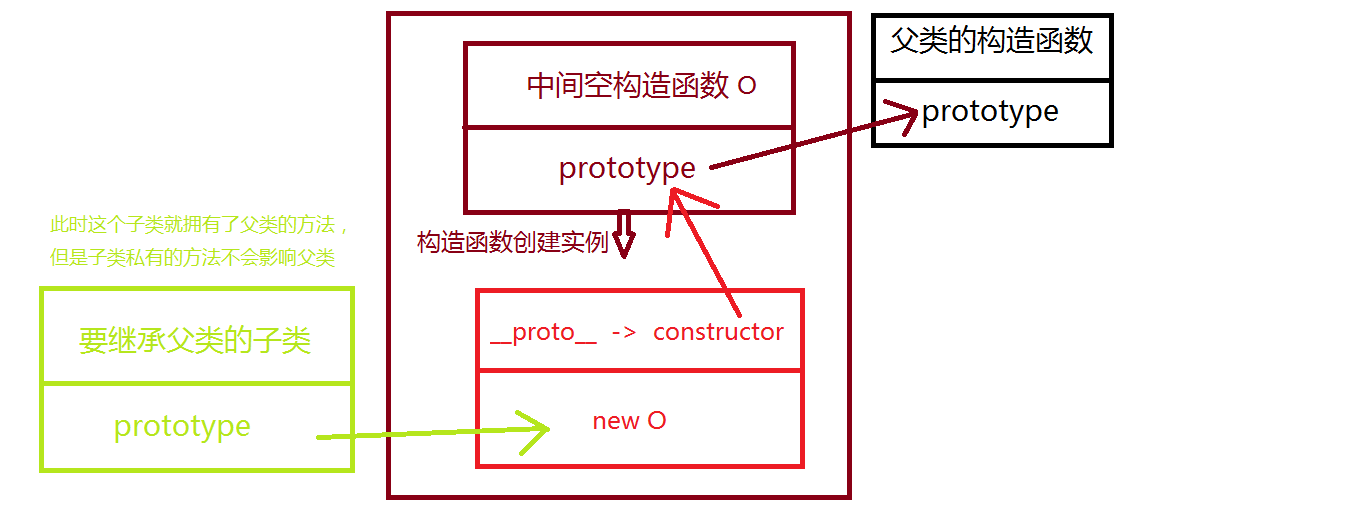 父类的构造函数
prototype
中间空构造函数 O
prototype
构造函数创建实例
__proto__ -> constructor
new O
此时这个子类就拥有了父类的方法，
但是子类私有的方法不会影响父类
要继承父类的子类
prototype